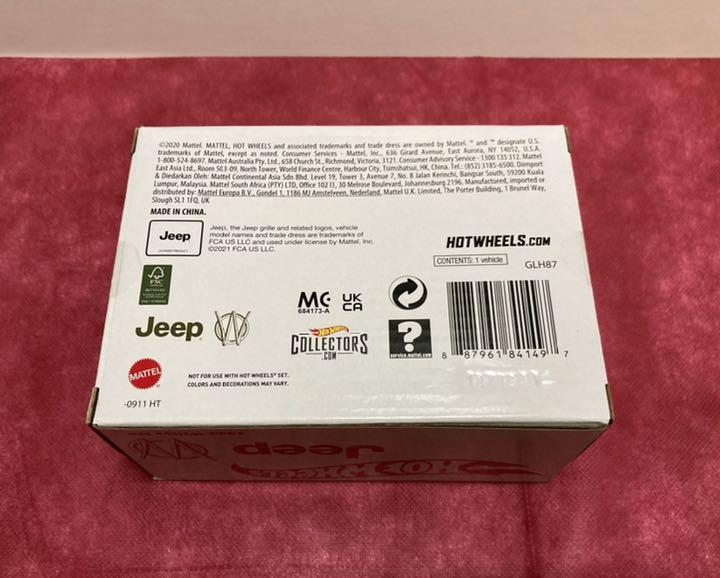 ©2020 Mattel. MATTEL, HOT WHEELS and associated trademarks and trade dress are owned by Mattel. ® and ™ designate U.S.
trademarks of Mattel, except as noted. Consumer Services - Mattel, Inc., 636 Girard Avenue, East Aurora, NY 14052, U.S.A.
1-800-524-8697. Mattel Australia Pty. Ltd., 658 Church St., Richmond, Victoria, 3121. Consumer Advisory Service - 1300 135 312. Mattel
East Asia Ltd., Room 503-09, North Tower, World Finance Centre, Harbour City, Tsimshatsui, HK, China. Tel.: (852) 3185-6500. Diimport
& Diedarkan Oleh: Mattel Continental Asia Sdn Bhd. Level 19, Tower 3, Avenue 7, No. 8 Jalan Kerinchi, Bangsar South, 59200 Kuala
Lumpur, Malaysia. Mattel South Africa (PTY) LTD, Office 102 I3, 30 Melrose Boulevard, Johannesburg 2196. Manufactured, imported or
distributed by: Mattel Europa B.V., Gondel 1, 1186 MJ Amstelveen, Nederland. Mattel U.K. Limited, The Porter Building, 1 Brunel Way,
Slough SL1 1FQ, UK
MADE IN CHINA.
Jeep
Jeep, the Jeep grille and related logos, vehicle
model names and trade dress are trademarks of
FCA US LLC and used under license by Mattel, Inc.
©2021 FCA US LLC.
HOTWHEELS.COM
CONTENTS: 1 vehicle
GLH87
FSC
Jeep
MC
684173-A
UK
CA
Hot Wheels
COLLECTORS
.COM
?
service.mattel.com
8 87961 84149 7
MATTEL
NOT FOR USE WITH HOT WHEELS® SET.
COLORS AND DECORATIONS MAY VARY.
-0911 HT
Jeep
HOT WHEELS